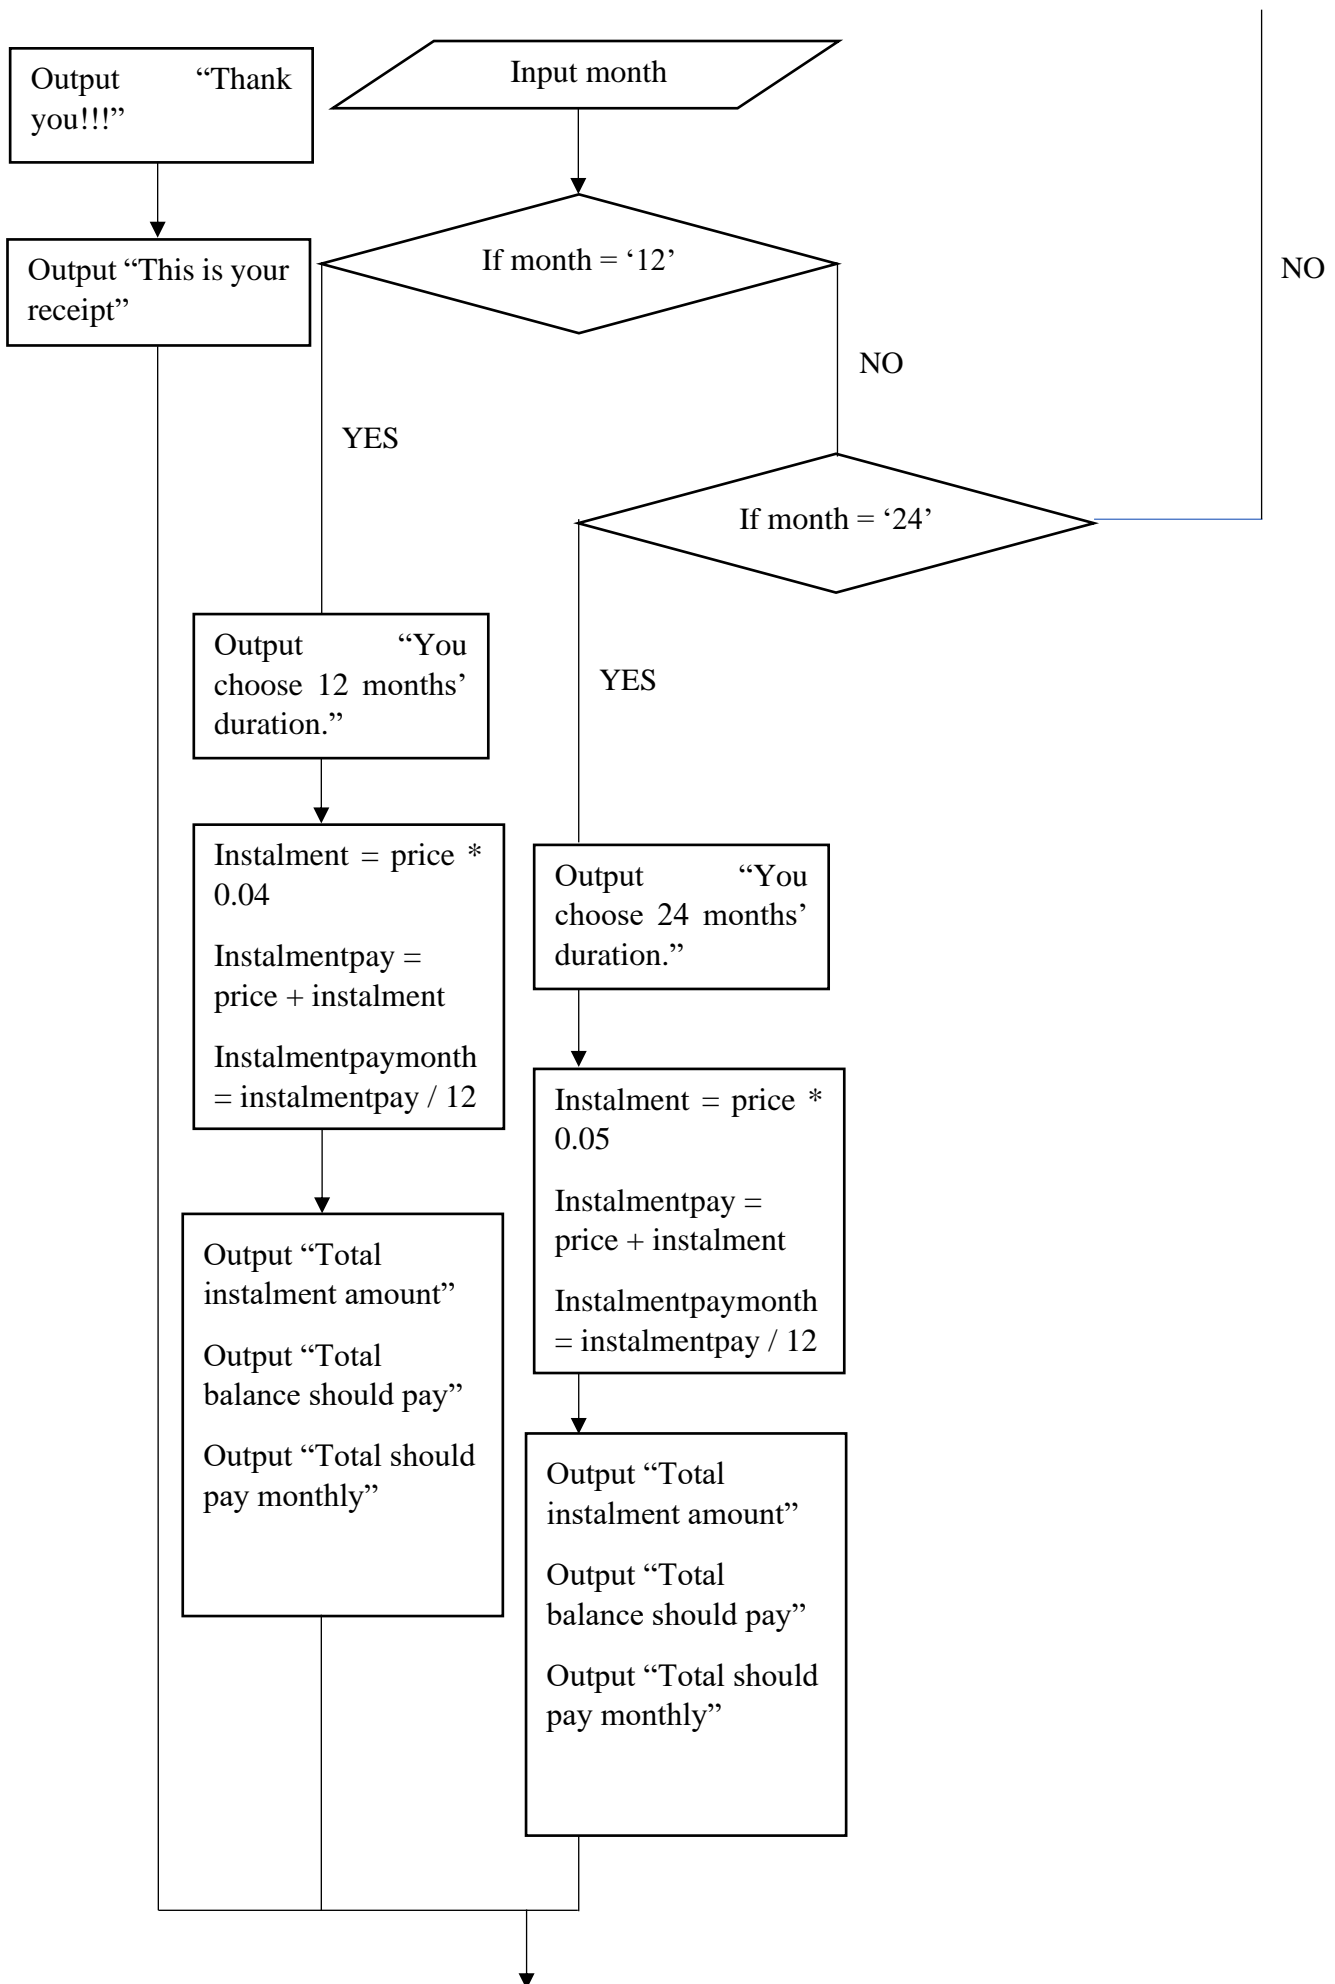 Output “Thank
you!!!”
Input month
Output “This is your
receipt”
If month = ‘12’
NO
NO
YES
If month = ‘24’
Output “You
choose 12 months’
duration.”
YES
Instalment = price *
0.04
Instalmentpay =
price + instalment
Instalmentpaymonth
= instalmentpay / 12
Output “You
choose 24 months’
duration.”
Instalment = price *
0.05
Instalmentpay =
price + instalment
Instalmentpaymonth
= instalmentpay / 12
Output “Total
instalment amount”
Output “Total
balance should pay”
Output “Total should
pay monthly”
Output “Total
instalment amount”
Output “Total
balance should pay”
Output “Total should
pay monthly”